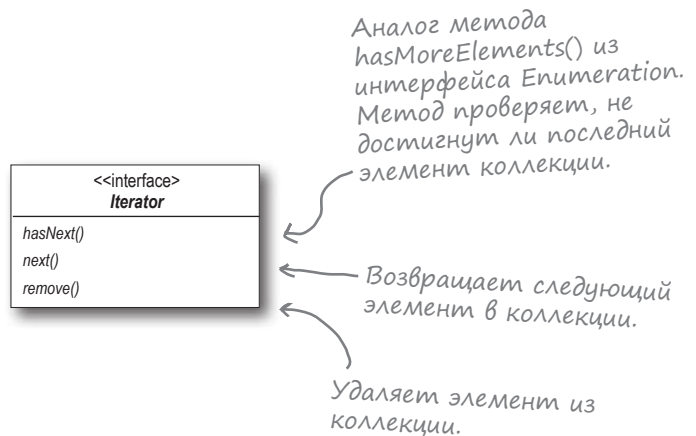 Аналог метода
hasMoreElements() из
интерфейса Enumeration.
Метод проверяет, не
достигнут ли последний
элемент коллекции.
<<interface>
Iterator
hasNext()
next()
remove()
Возвращает следующий
элемент в коллекции.
Удаляет элемент из
коллекции.